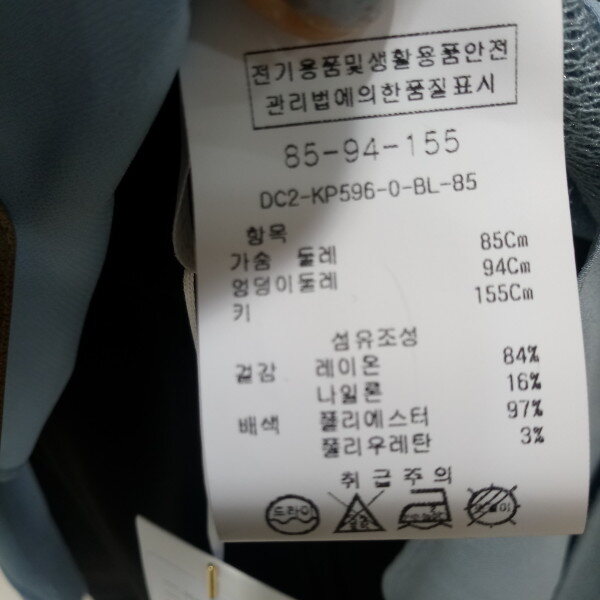 전기용품및생활용품안전
관리법에의한품질표시
85-94-155
DC2-KP596-0-BL-85
항목
가슴 둘레 85Cm
엉덩이둘레 94Cm
키 155Cm
섬유조성
겉감 레이온 84%
나일론 16%
배색 폴리에스터 97%
폴리우레탄 3%
취급주의
드라이